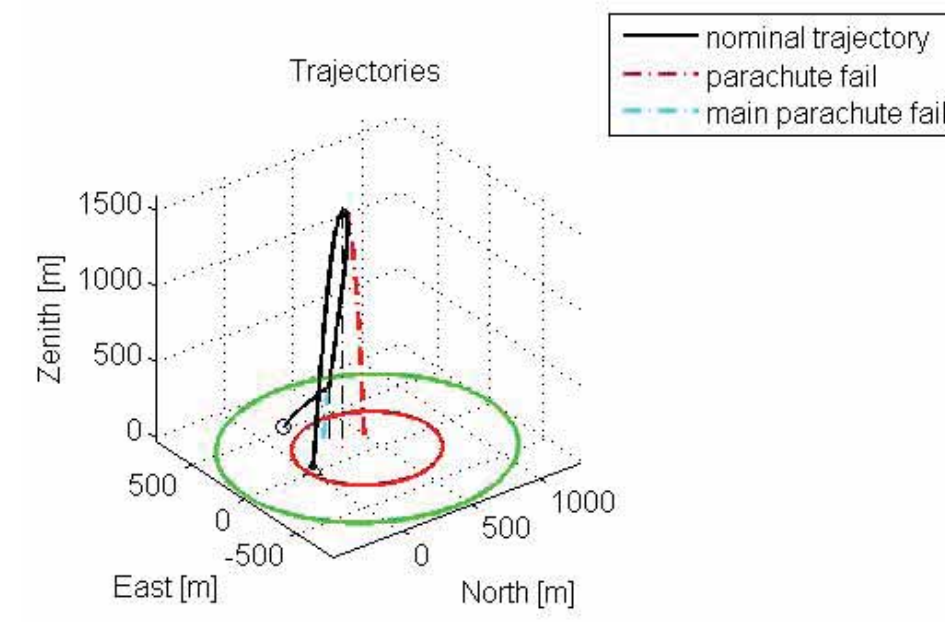 nominal trajectory
parachute fail
main parachute fail
Trajectories
1500
1000
500
0
Zenith [m]
500
0
-500
East [m]
0
500
1000
North [m]